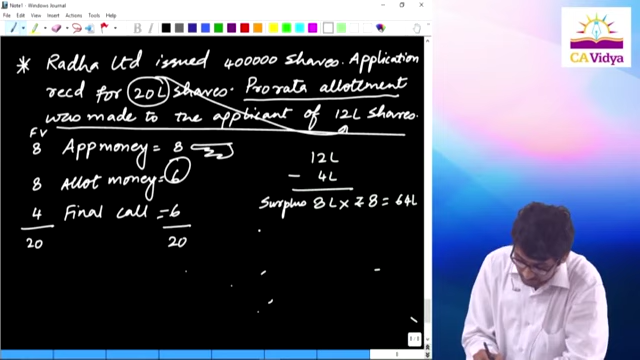 Note1 - Windows Journal
File Edit View Insert Actions Tools Help
* Radha Ltd issued 400000 shares. Application
recd for 20L shares. Prorata allotment
was made to the applicant of 12L shares.
FV
8 App money = 8
8 Allot money = 6
4 Final call = 6
20 20
12L
- 4L
Surplus 8L x ₹8 = 64L
CA Vidya
1 / 1